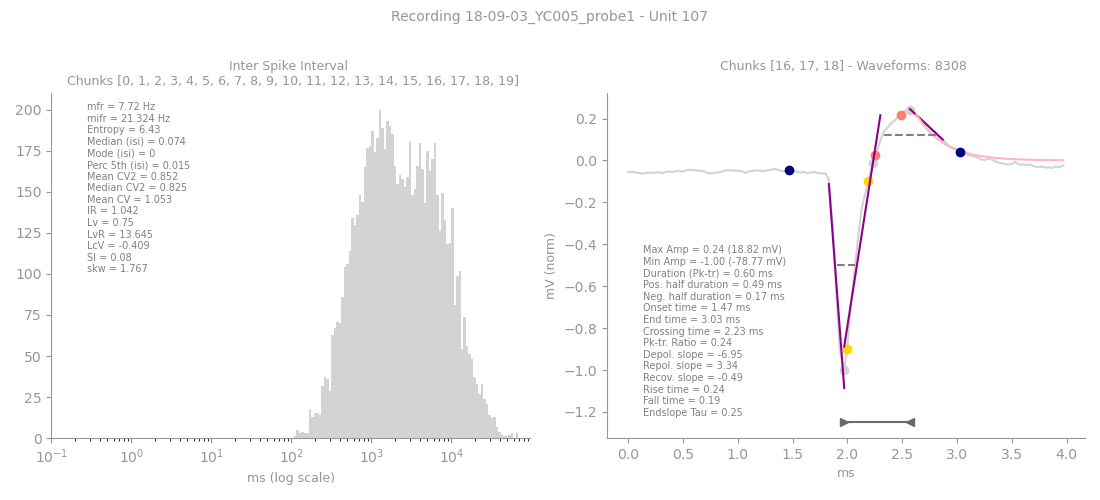 Recording 18-09-03_YC005_probe1 - Unit 107
Inter Spike Interval
Chunks [0, 1, 2, 3, 4, 5, 6, 7, 8, 9, 10, 11, 12, 13, 14, 15, 16, 17, 18, 19]
200
175
150
125
100
75
50
25
0
mfr = 7.72 Hz
mifr = 21.324 Hz
Entropy = 6.43
Median (isi) = 0.074
Mode (isi) = 0
Perc 5th (isi) = 0.015
Mean CV2 = 0.852
Median CV2 = 0.825
Mean CV = 1.053
IR = 1.042
Lv = 0.75
LvR = 13.645
LcV = -0.409
SI = 0.08
skw = 1.767
10⁻¹ 10⁰ 10¹ 10² 10³ 10⁴
ms (log scale)
Chunks [16, 17, 18] - Waveforms: 8308
mV (norm)
0.2
0.0
−0.2
−0.4
−0.6
−0.8
−1.0
−1.2
Max Amp = 0.24 (18.82 mV)
Min Amp = -1.00 (-78.77 mV)
Duration (Pk-tr) = 0.60 ms
Pos. half duration = 0.49 ms
Neg. half duration = 0.17 ms
Onset time = 1.47 ms
End time = 3.03 ms
Crossing time = 2.23 ms
Pk-tr. Ratio = 0.24
Depol. slope = -6.95
Repol. slope = 3.34
Recov. slope = -0.49
Rise time = 0.24
Fall time = 0.19
Endslope Tau = 0.25
0.0 0.5 1.0 1.5 2.0 2.5 3.0 3.5 4.0
ms